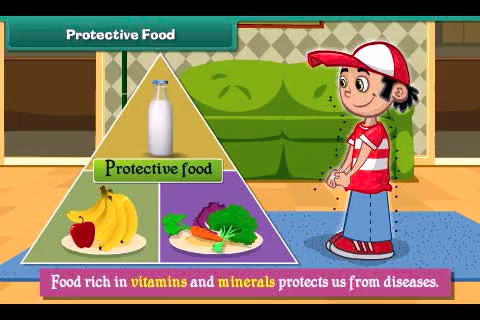 Protective Food
Protective food
Food rich in vitamins and minerals protects us from diseases.